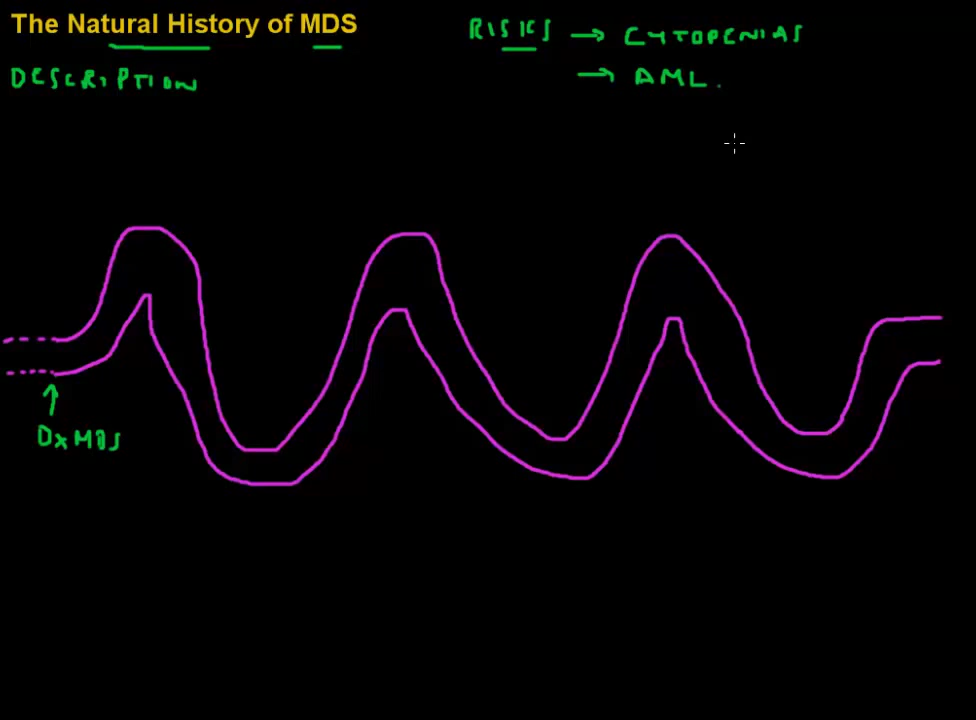 The Natural History of MDS
RISKS → CYTOPENIAS
→ AML.
DESCRIPTION
Dx MDS